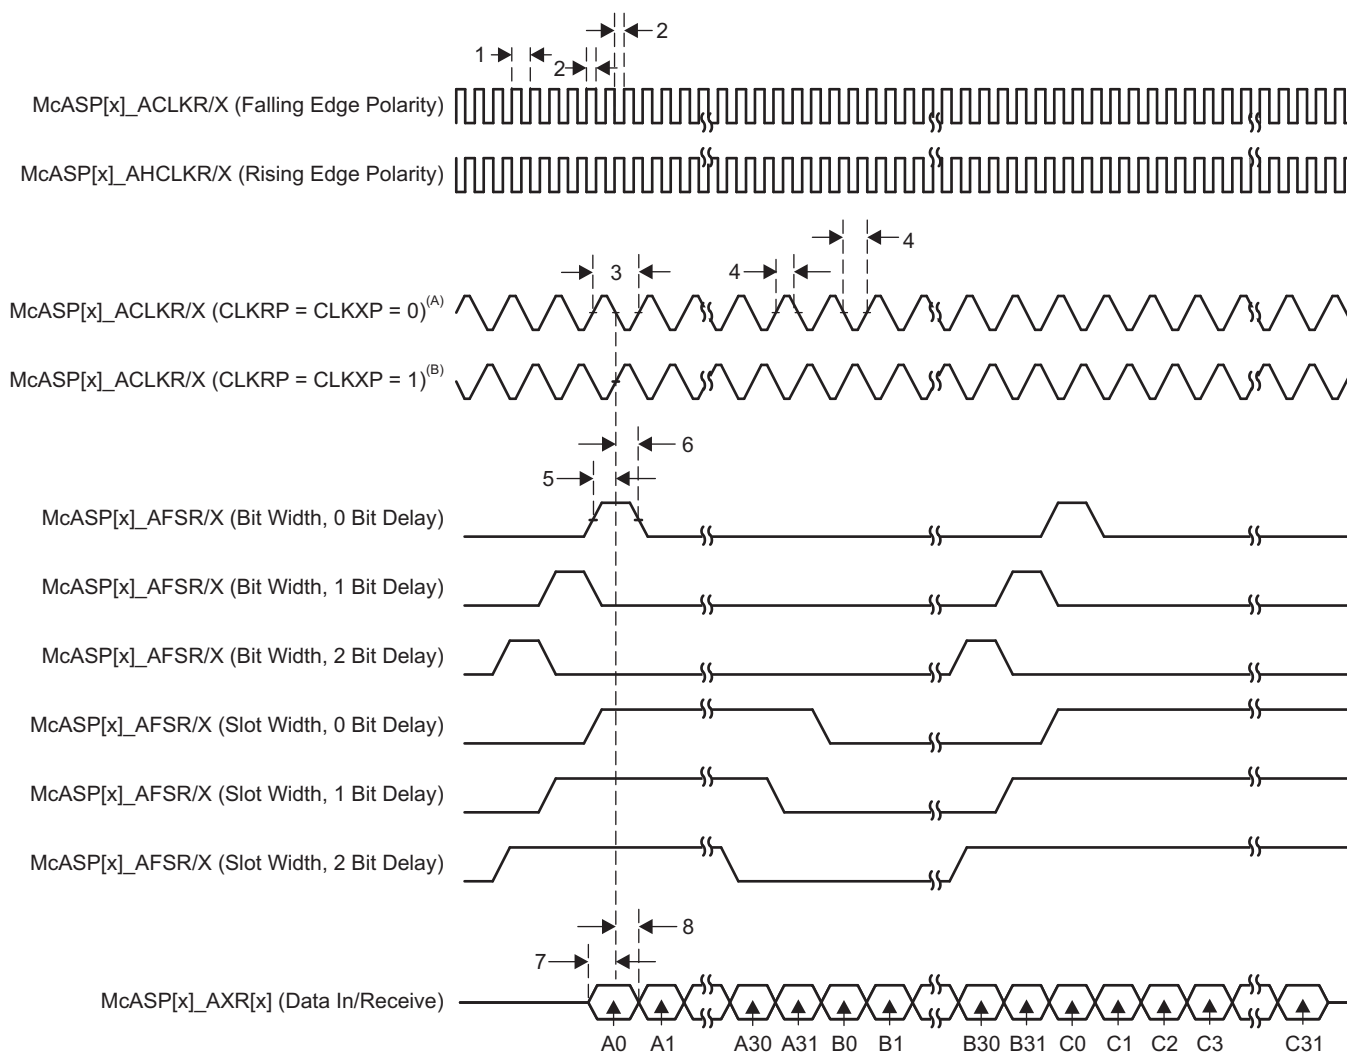 2
1
2
McASP[x]_ACLKR/X (Falling Edge Polarity)
McASP[x]_AHCLKR/X (Rising Edge Polarity)
4
3
4
McASP[x]_ACLKR/X (CLKRP = CLKXP = 0)(A)
McASP[x]_ACLKR/X (CLKRP = CLKXP = 1)(B)
6
5
McASP[x]_AFSR/X (Bit Width, 0 Bit Delay)
McASP[x]_AFSR/X (Bit Width, 1 Bit Delay)
McASP[x]_AFSR/X (Bit Width, 2 Bit Delay)
McASP[x]_AFSR/X (Slot Width, 0 Bit Delay)
McASP[x]_AFSR/X (Slot Width, 1 Bit Delay)
McASP[x]_AFSR/X (Slot Width, 2 Bit Delay)
8
7
McASP[x]_AXR[x] (Data In/Receive)
A0 A1 A30 A31 B0 B1 B30 B31 C0 C1 C2 C3 C31